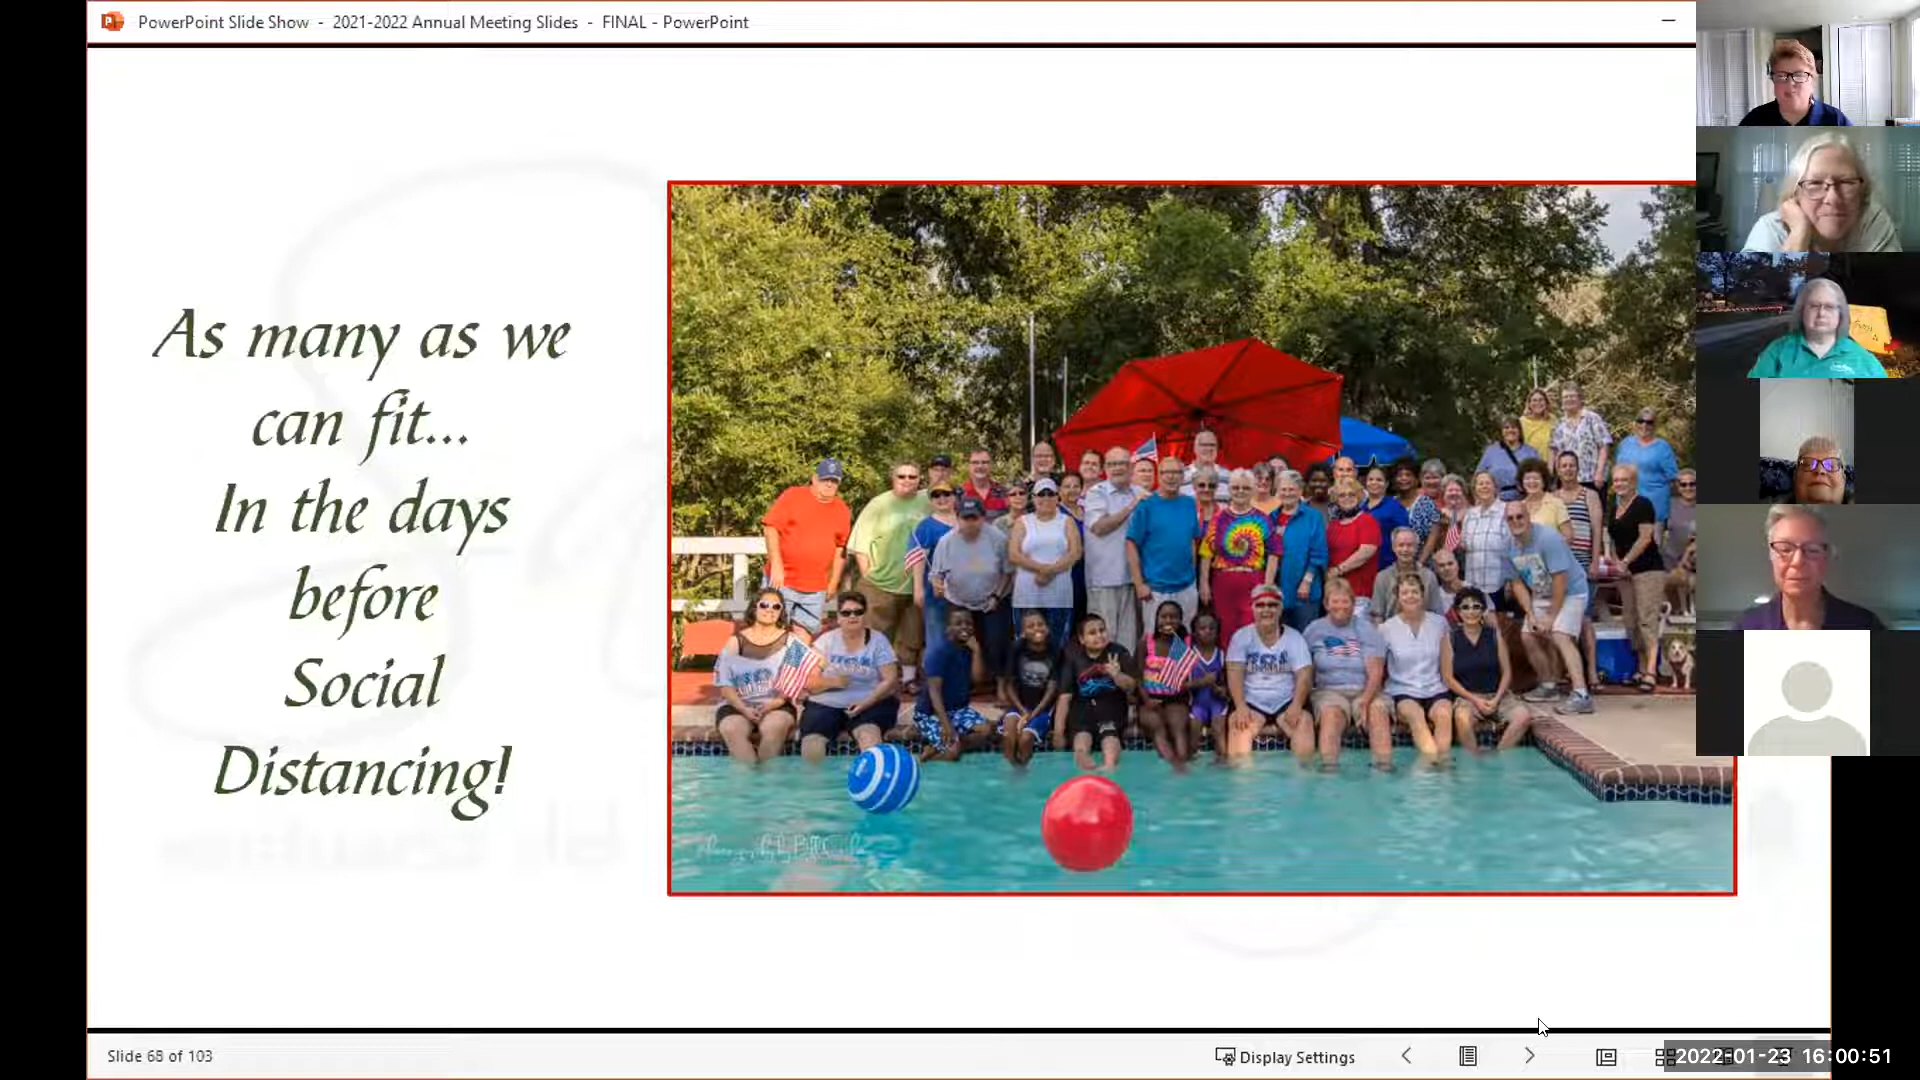 PowerPoint Slide Show - 2021-2022 Annual Meeting Slides - FINAL - PowerPoint
As many as we
can fit...
In the days
before
Social
Distancing!
Slide 68 of 103
Display Settings
2022-01-23 16:00:51